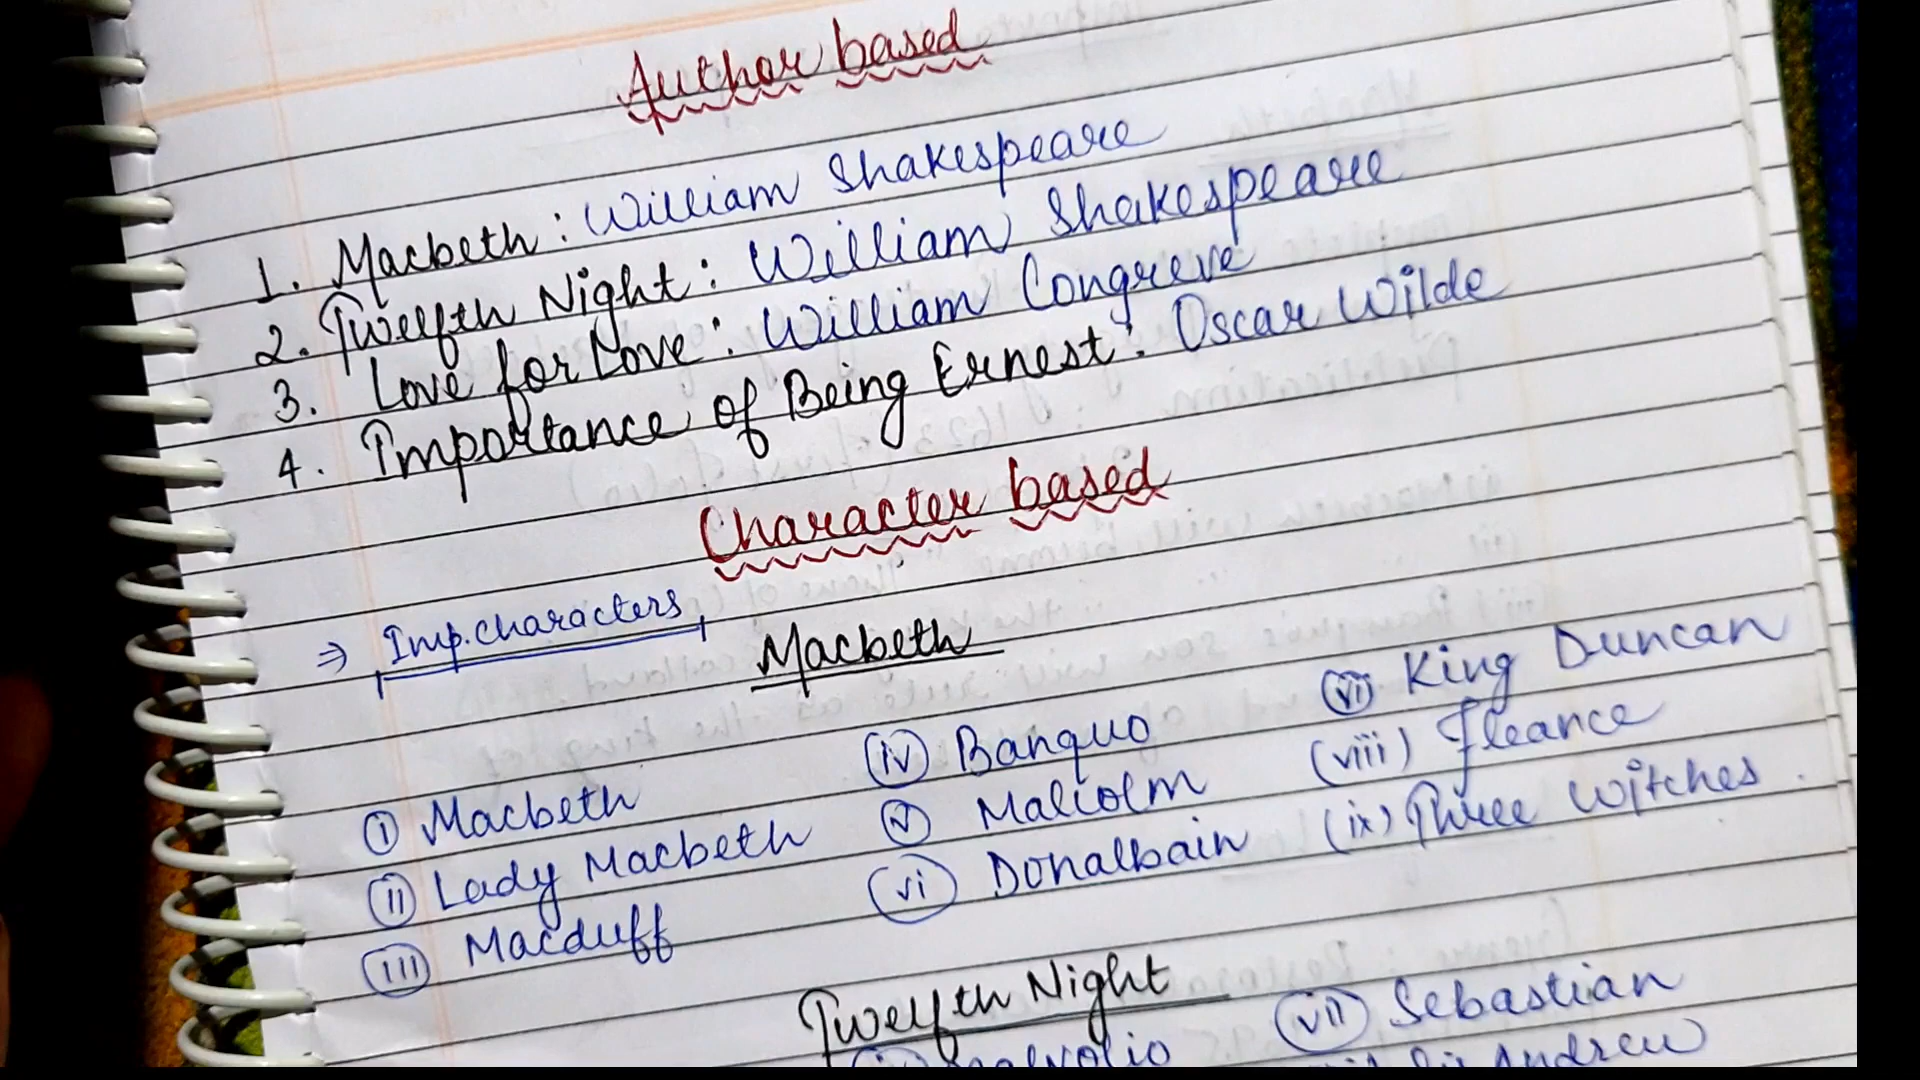 Author based
1. Macbeth : William Shakespeare
2. Twelfth Night : William Shakespeare
3. Love for Love : William Congreve
4. Importance of Being Ernest : Oscar Wilde
Character based
⇒ Imp. characters
Macbeth
(i) Macbeth
(ii) Lady Macbeth
(iii) Macduff
(iv) Banquo
(v) Malcolm
(vi) Donalbain
(vii) King Duncan
(viii) Fleance
(ix) Three Witches.
Twelfth Night
(vii) Sebastian
Andrew